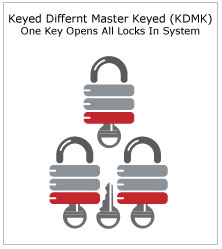 Keyed Differnt Master Keyed (KDMK)
One Key Opens All Locks In System